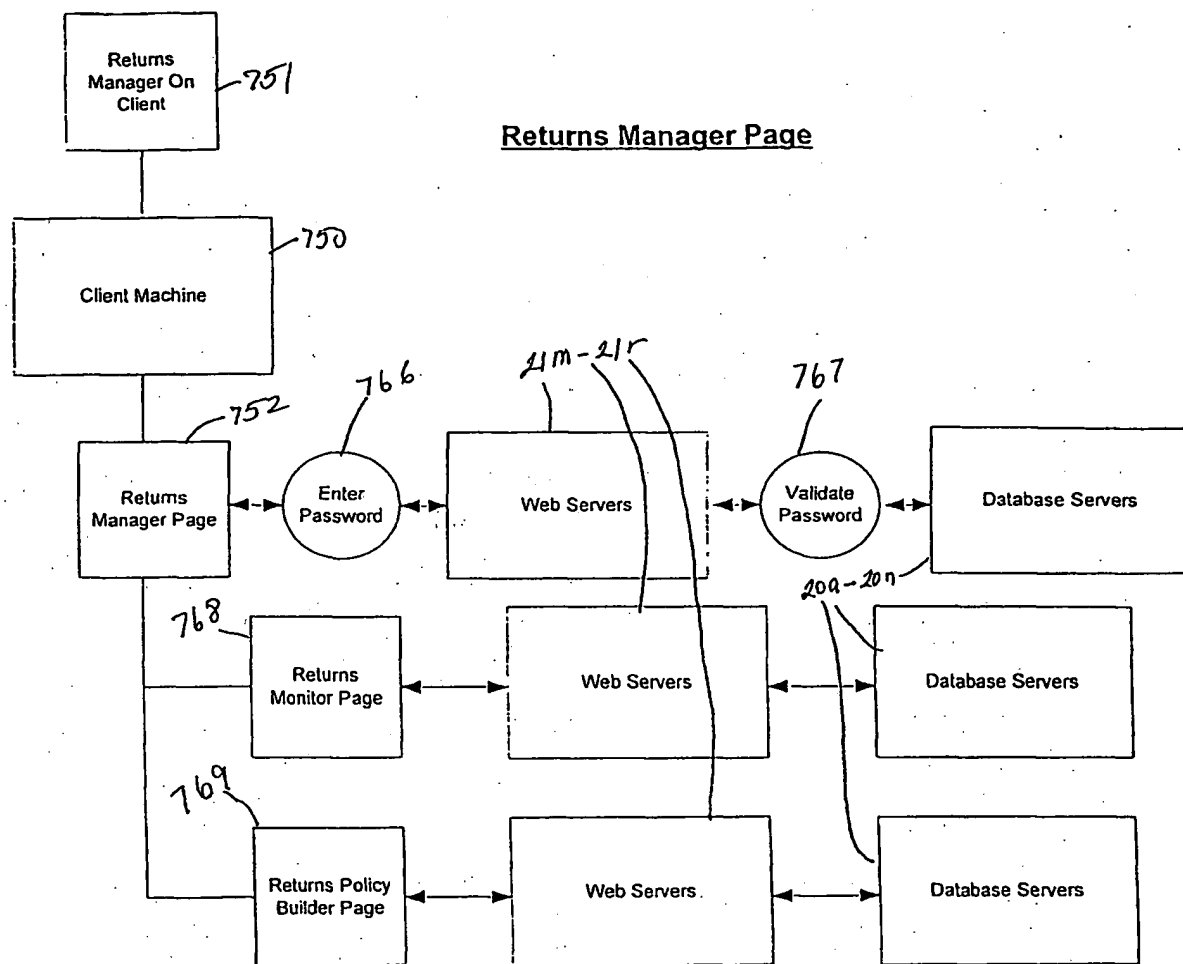 Returns
Manager On
Client
751
Returns Manager Page
750
Client Machine
21m-21r
766
767
752
Returns
Manager Page
Enter
Password
Web Servers
Validate
Password
Database Servers
20a-20n
768
Returns
Monitor Page
Web Servers
Database Servers
769
Returns Policy
Builder Page
Web Servers
Database Servers